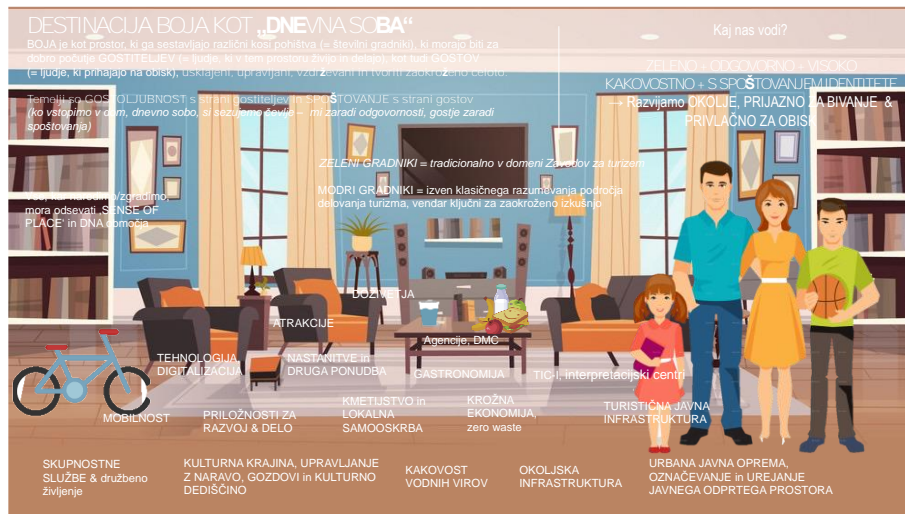 DESTINACIJA BOJA KOT „DNEVNA SOBA“
BOJA je kot prostor, ki ga sestavljajo različni kosi pohištva (= številni gradniki), ki morajo biti za
dobro počutje GOSTITELJEV (= ljudje, ki v tem prostoru živijo in delajo), kot tudi GOSTOV
(= ljudje, ki prihajajo na obisk), usklajeni, upravljani, vzdrževani in tvoriti zaokroženo celoto.
Temelji so GOSTOLJUBNOST s strani gostiteljev in SPOŠTOVANJE s strani gostov
(ko vstopimo v dom, dnevno sobo, si sezujemo čevlje – mi zaradi odgovornosti, gostje zaradi
spoštovanja)
Kaj nas vodi?
ZELENO + ODGOVORNO + VISOKO
KAKOVOSTNO + S SPOŠTOVANJEM IDENTITETE
→ Razvijamo OKOLJE, PRIJAZNO ZA BIVANJE &
PRIVLAČNO ZA OBISK
ZELENI GRADNIKI = tradicionalno v domeni Zavodov za turizem
MODRI GRADNIKI = izven klasičnega razumevanja področja
delovanja turizma, vendar ključni za zaokroženo izkušnjo
Vse, kar naredimo/zgradimo,
mora odsevati ‚SENSE OF
PLACE‘ in DNA območja
DOŽIVETJA
ATRAKCIJE
Agencije, DMC
TEHNOLOGIJA,
DIGITALIZACIJA
NASTANITVE in
DRUGA PONUDBA
GASTRONOMIJA
TIC-I, interpretacijski centri
MOBILNOST
PRILOŽNOSTI ZA
RAZVOJ & DELO
KMETIJSTVO in
LOKALNA
SAMOOSKRBA
KROŽNA
EKONOMIJA,
zero waste
TURISTIČNA JAVNA
INFRASTRUKTURA
SKUPNOSTNE
SLUŽBE & družbeno
življenje
KULTURNA KRAJINA, UPRAVLJANJE
Z NARAVO, GOZDOVI in KULTURNO
DEDIŠČINO
KAKOVOST
VODNIH VIROV
OKOLJSKA
INFRASTRUKTURA
URBANA JAVNA OPREMA,
OZNAČEVANJE in UREJANJE
JAVNEGA ODPRTEGA PROSTORA